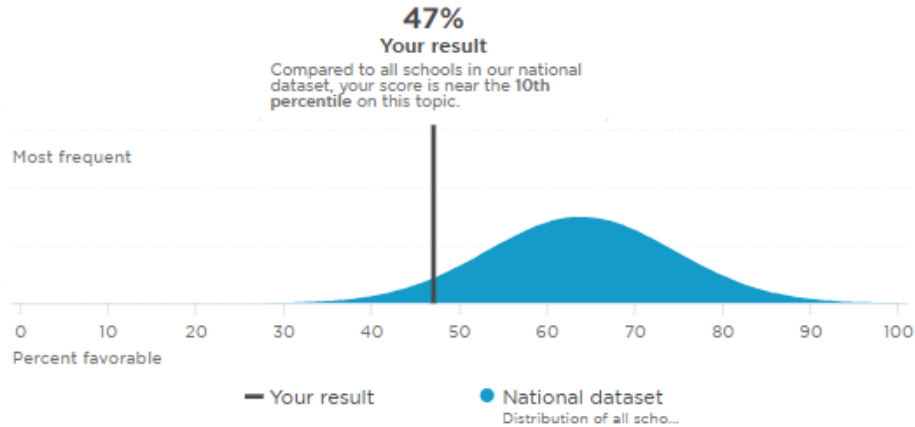 47%
Your result
Compared to all schools in our national
dataset, your score is near the 10th
percentile on this topic.
Most frequent
0 10 20 30 40 50 60 70 80 90 100
Percent favorable
Your result
National dataset
Distribution of all scho...